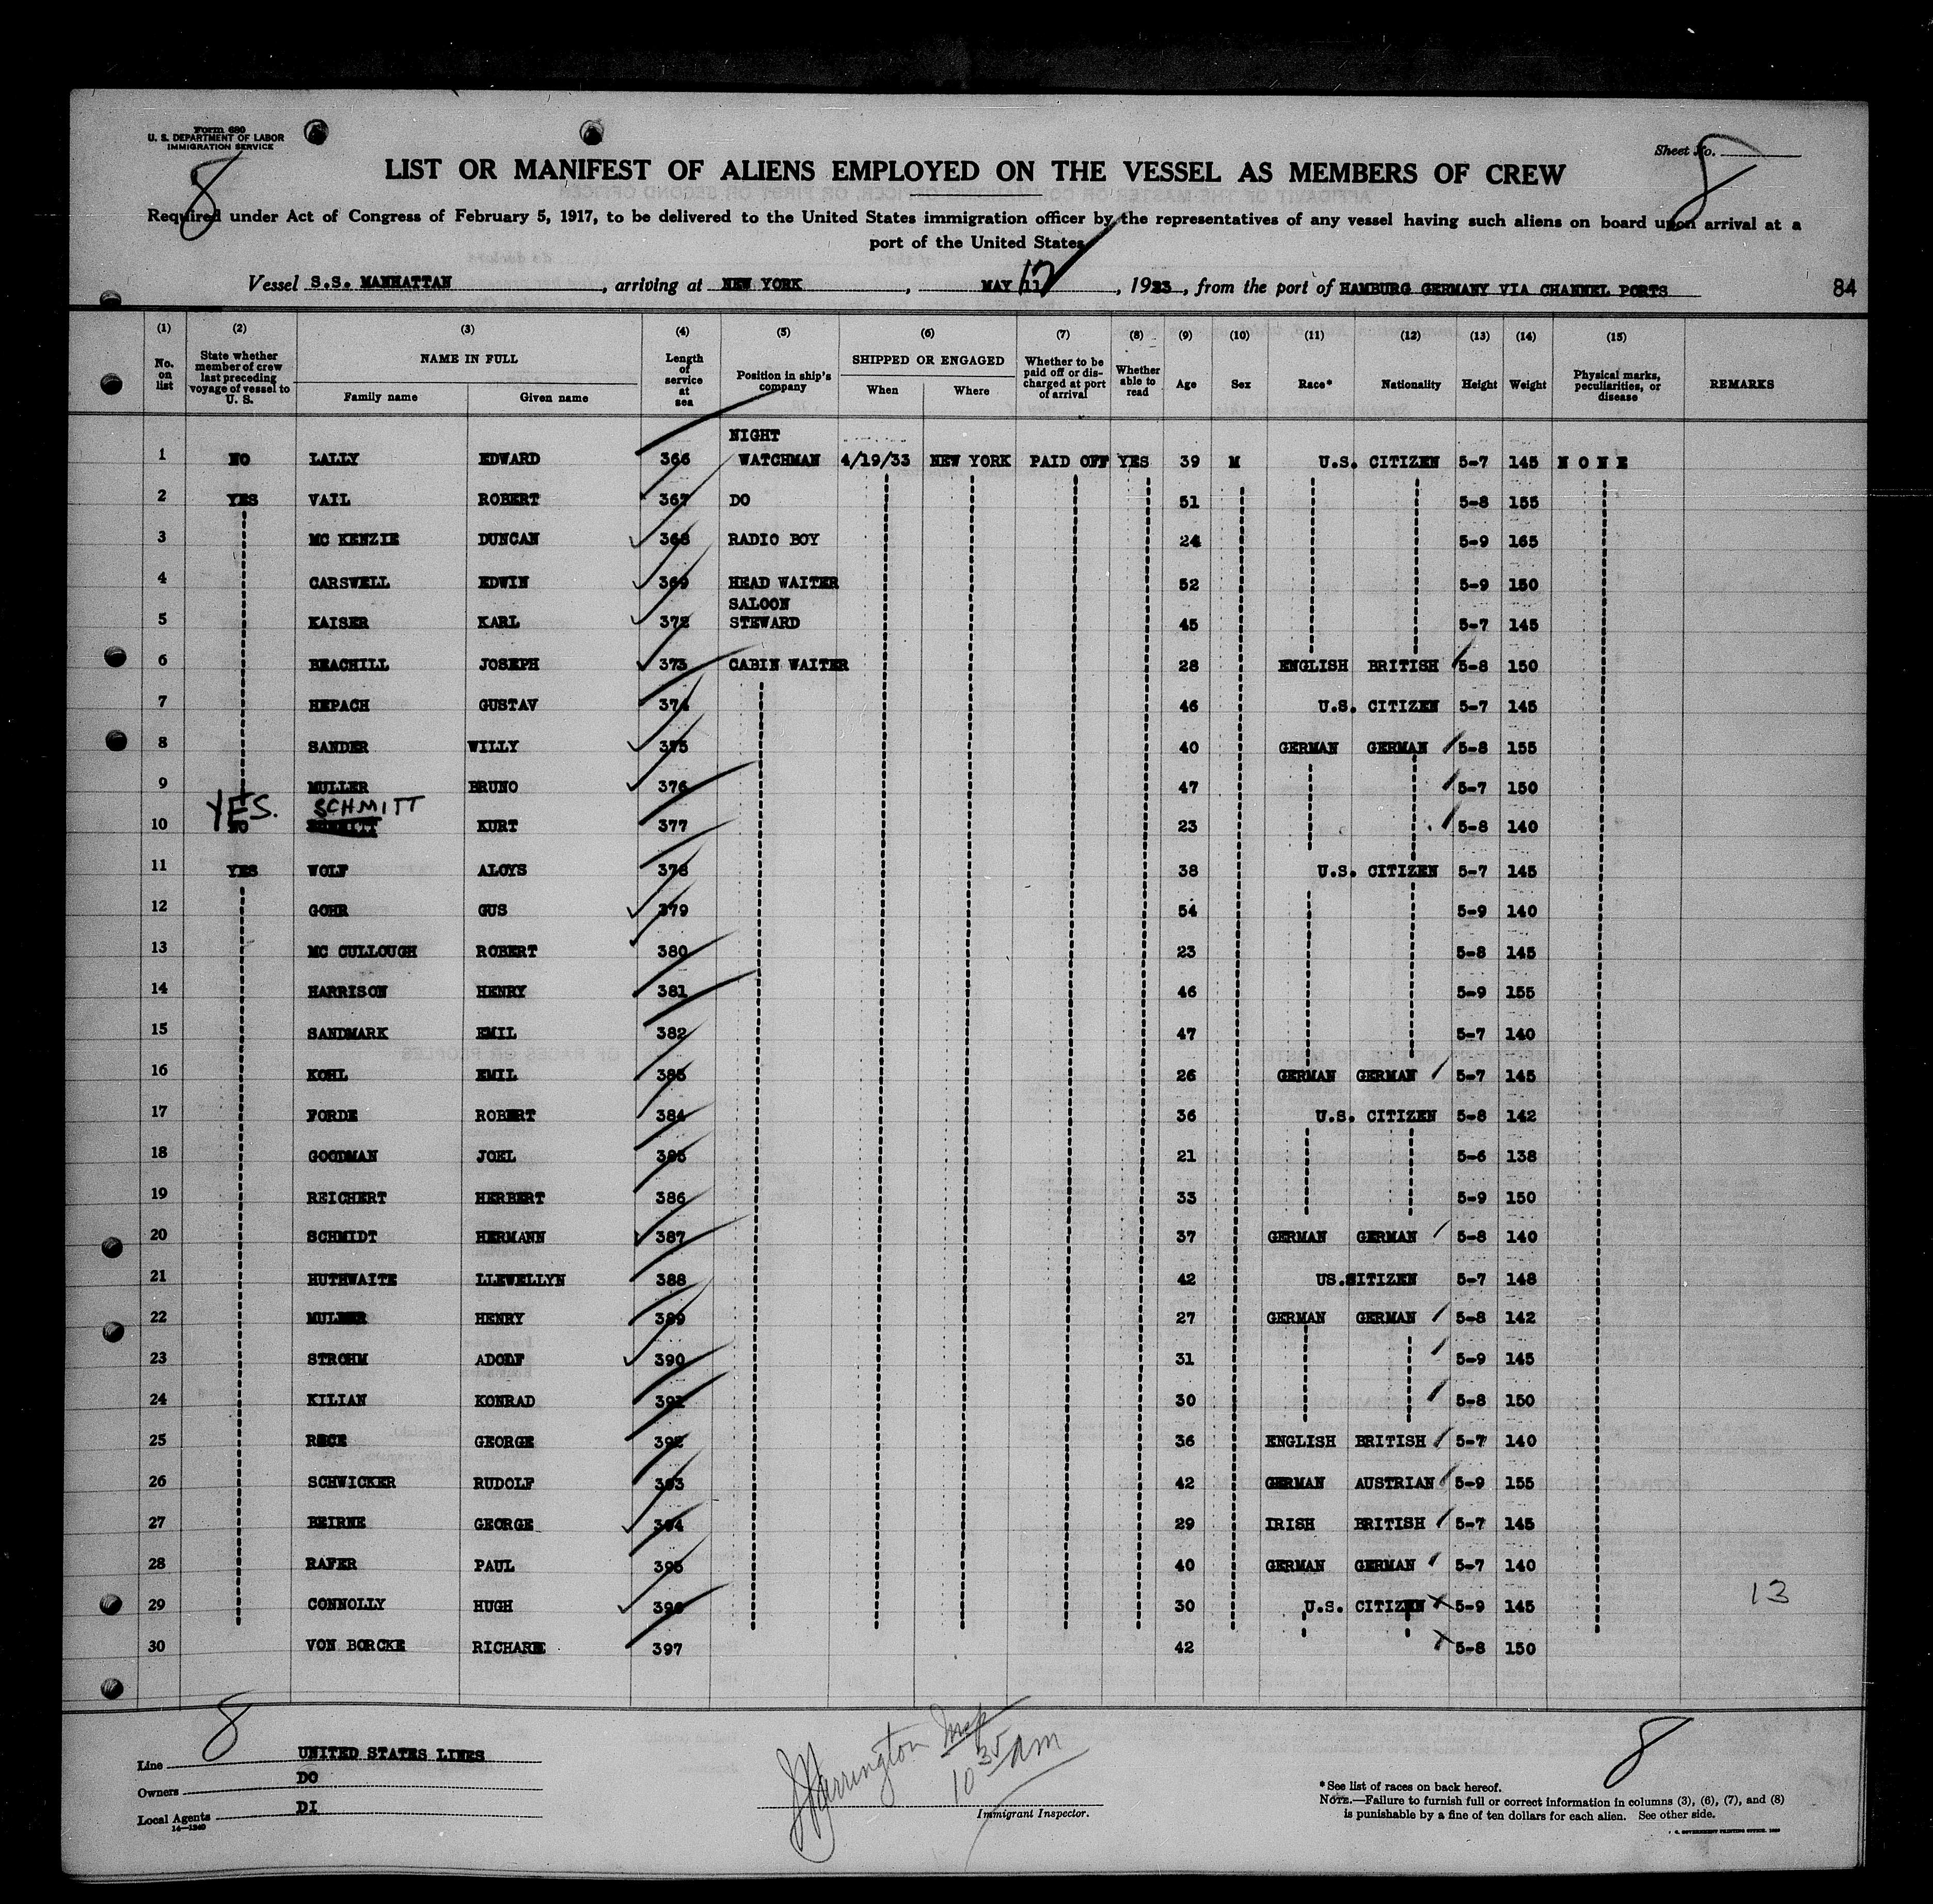 Form 680
U. S. DEPARTMENT OF LABOR
IMMIGRATION SERVICE
Sheet No.
8
8
LIST OR MANIFEST OF ALIENS EMPLOYED ON THE VESSEL AS MEMBERS OF CREW
Required under Act of Congress of February 5, 1917, to be delivered to the United States immigration officer by the representatives of any vessel having such aliens on board upon arrival at a
port of the United States
Vessel S.S. MANHATTAN, arriving at NEW YORK, MAY 12, 1933, from the port of HAMBURG GERMANY VIA CHANNEL PORTS
84
(1) (2) (3) (4) (5) (6) (7) (8) (9) (10) (11) (12) (13) (14) (15)
No. on list
State whether member of crew last preceding voyage of vessel to U. S.
NAME IN FULL
Family name Given name
Length of service at sea
Position in ship's company
SHIPPED OR ENGAGED
When Where
Whether to be paid off or discharged at port of arrival
Whether able to read
Age Sex Race* Nationality Height Weight
Physical marks, peculiarities, or disease
REMARKS
NIGHT
1 NO LALLY EDWARD 366 WATCHMAN 4/19/33 NEW YORK PAID OFF YES 39 M U.S. CITIZEN 5-7 145 NONE
2 YES VAIL ROBERT 367 DO 51 5-8 155
3 MC KENZIE DUNCAN 368 RADIO BOY 24 5-9 165
4 CARSWELL EDWIN 369 HEAD WAITER 52 5-9 150
SALOON
5 KAISER KARL 372 STEWARD 45 5-7 145
6 BEACHILL JOSEPH 373 CABIN WAITER 28 ENGLISH BRITISH 5-8 150
7 HEPACH GUSTAV 374 46 U.S. CITIZEN 5-7 145
8 SANDER WILLY 375 40 GERMAN GERMAN 5-8 155
9 MULLER BRUNO 376 47 5-7 150
YES. SCHMITT
10 NO KURT 377 23 5-8 140
11 YES WOLF ALOYS 378 38 U.S. CITIZEN 5-7 145
12 GOHR GUS 379 54 5-9 140
13 MC CULLOUGH ROBERT 380 23 5-8 145
14 HARRISON HENRY 381 46 5-9 155
15 SANDMARK EMIL 382 47 5-7 140
16 KOHL EMIL 383 26 GERMAN GERMAN 5-7 145
17 FORDE ROBERT 384 36 U.S. CITIZEN 5-8 142
18 GOODMAN JOEL 385 21 5-6 138
19 REICHERT HERBERT 386 33 5-9 150
20 SCHMIDT HERMANN 387 37 GERMAN GERMAN 5-8 140
21 HUTHWAITE LLEWELLYN 388 42 US.CITIZEN 5-7 148
22 MULLER HENRY 389 27 GERMAN GERMAN 5-8 142
23 STROHM ADOLF 390 31 5-9 145
24 KILIAN KONRAD 30 5-8 150
25 GEORGE 392 36 ENGLISH BRITISH 5-7 140
26 SCHWICKER RUDOLF 393 42 GERMAN AUSTRIAN 5-9 155
27 BEIRNE GEORGE 394 29 IRISH BRITISH 5-7 145
28 RAFER PAUL 395 40 GERMAN GERMAN 5-7 140
29 CONNOLLY HUGH 396 30 U.S. CITIZEN 5-9 145
13
30 VON BORCKE RICHARD 397 42 " " 5-8 150
8
8
Line UNITED STATES LINES
Owners DO
Local Agents DI
14—1240
Insp
10 35 am
Immigrant Inspector.
*See list of races on back hereof.
NOTE.—Failure to furnish full or correct information in columns (3), (6), (7), and (8)
is punishable by a fine of ten dollars for each alien. See other side.